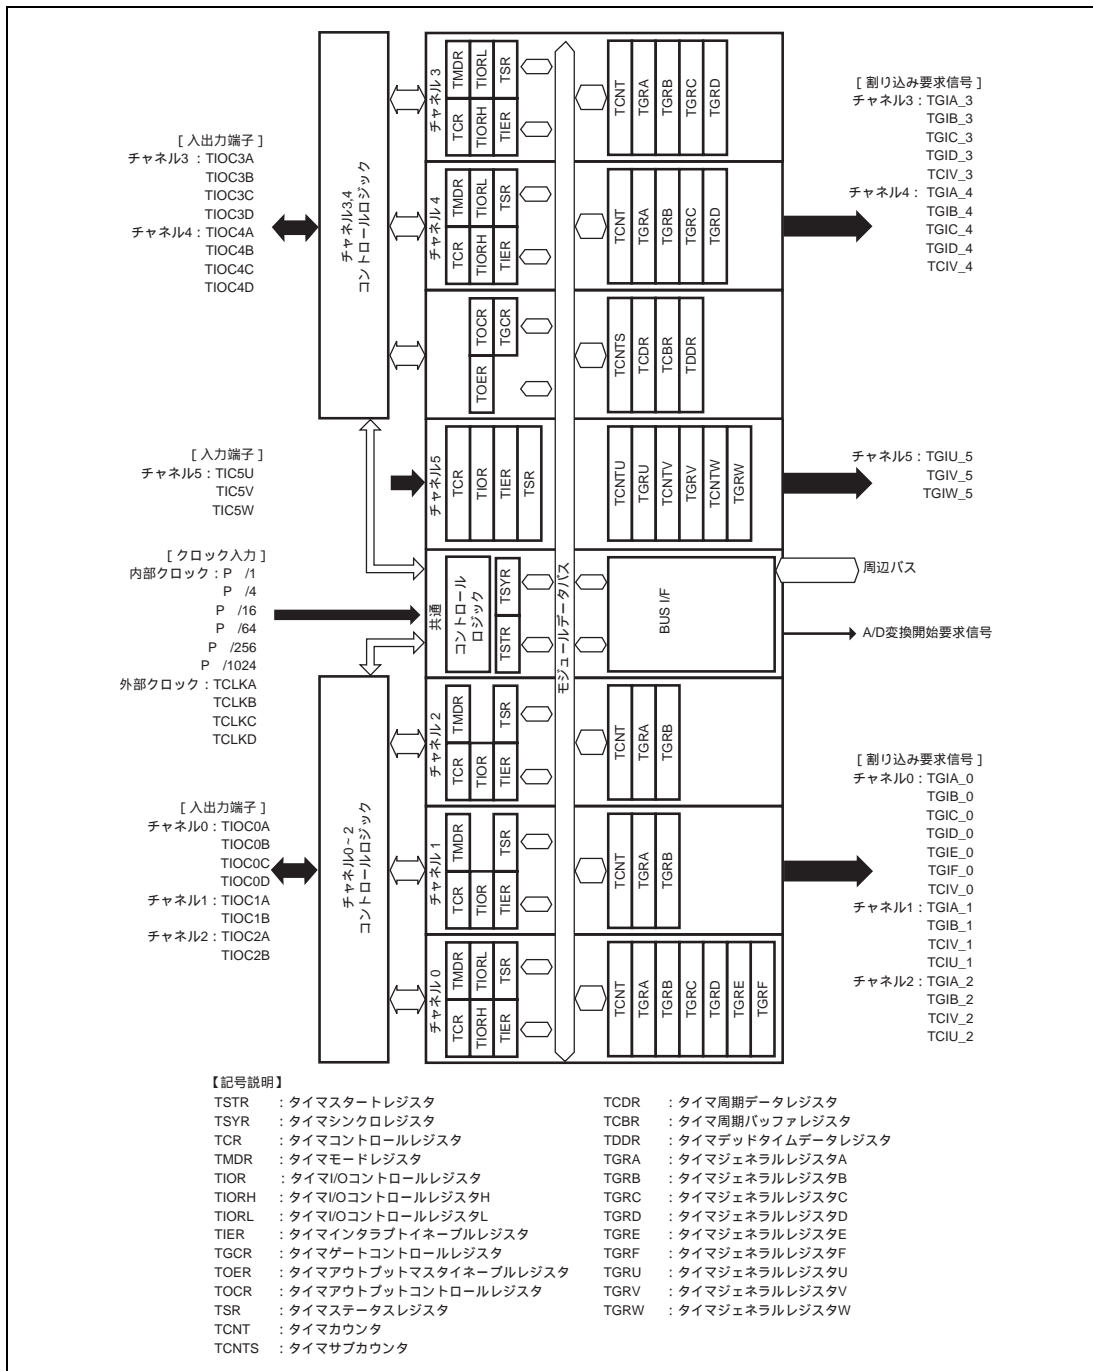 [ 入出力端子 ]
チャネル3 : TIOC3A
TIOC3B
TIOC3C
TIOC3D
チャネル4 : TIOC4A
TIOC4B
TIOC4C
TIOC4D
[ 入力端子 ]
チャネル5 : TIC5U
TIC5V
TIC5W
[ クロック入力 ]
内部クロック : P /1
P /4
P /16
P /64
P /256
P /1024
外部クロック : TCLKA
TCLKB
TCLKC
TCLKD
[ 入出力端子 ]
チャネル0 : TIOC0A
TIOC0B
TIOC0C
TIOC0D
チャネル1 : TIOC1A
TIOC1B
チャネル2 : TIOC2A
TIOC2B
チャネル3,4
コントロールロジック
チャネル0~2
コントロールロジック
チャネル 3
TMDR
TIORL
TSR
TCR
TIORH
TIER
TCNT
TGRA
TGRB
TGRC
TGRD
チャネル 4
TMDR
TIORL
TSR
TCR
TIORH
TIER
TCNT
TGRA
TGRB
TGRC
TGRD
TOCR
TGCR
TOER
TCNTS
TCDR
TCBR
TDDR
チャネル5
TCR
TIOR
TIER
TSR
TCNTU
TGRU
TCNTV
TGRV
TCNTW
TGRW
共通
コントロール
ロジック
TSYR
TSTR
モジュールデータバス
BUS I/F
チャネル 2
TMDR
TSR
TCR
TIOR
TIER
TCNT
TGRA
TGRB
チャネル 1
TMDR
TSR
TCR
TIOR
TIER
TCNT
TGRA
TGRB
チャネル 0
TMDR
TIORL
TSR
TCR
TIORH
TIER
TCNT
TGRA
TGRB
TGRC
TGRD
TGRE
TGRF
[ 割り込み要求信号 ]
チャネル3 : TGIA_3
TGIB_3
TGIC_3
TGID_3
TCIV_3
チャネル4 : TGIA_4
TGIB_4
TGIC_4
TGID_4
TCIV_4
チャネル5 : TGIU_5
TGIV_5
TGIW_5
周辺バス
A/D変換開始要求信号
[ 割り込み要求信号 ]
チャネル0 : TGIA_0
TGIB_0
TGIC_0
TGID_0
TGIE_0
TGIF_0
TCIV_0
チャネル1 : TGIA_1
TGIB_1
TCIV_1
TCIU_1
チャネル2 : TGIA_2
TGIB_2
TCIV_2
TCIU_2
【記号説明】
TSTR : タイマスタートレジスタ
TSYR : タイマシンクロレジスタ
TCR : タイマコントロールレジスタ
TMDR : タイマモードレジスタ
TIOR : タイマI/Oコントロールレジスタ
TIORH : タイマI/OコントロールレジスタH
TIORL : タイマI/OコントロールレジスタL
TIER : タイマインタラプトイネーブルレジスタ
TGCR : タイマゲートコントロールレジスタ
TOER : タイマアウトプットマスタイネーブルレジスタ
TOCR : タイマアウトプットコントロールレジスタ
TSR : タイマステータスレジスタ
TCNT : タイマカウンタ
TCNTS : タイマサブカウンタ
TCDR : タイマ周期データレジスタ
TCBR : タイマ周期バッファレジスタ
TDDR : タイマデッドタイムデータレジスタ
TGRA : タイマジェネラルレジスタA
TGRB : タイマジェネラルレジスタB
TGRC : タイマジェネラルレジスタC
TGRD : タイマジェネラルレジスタD
TGRE : タイマジェネラルレジスタE
TGRF : タイマジェネラルレジスタF
TGRU : タイマジェネラルレジスタU
TGRV : タイマジェネラルレジスタV
TGRW : タイマジェネラルレジスタW